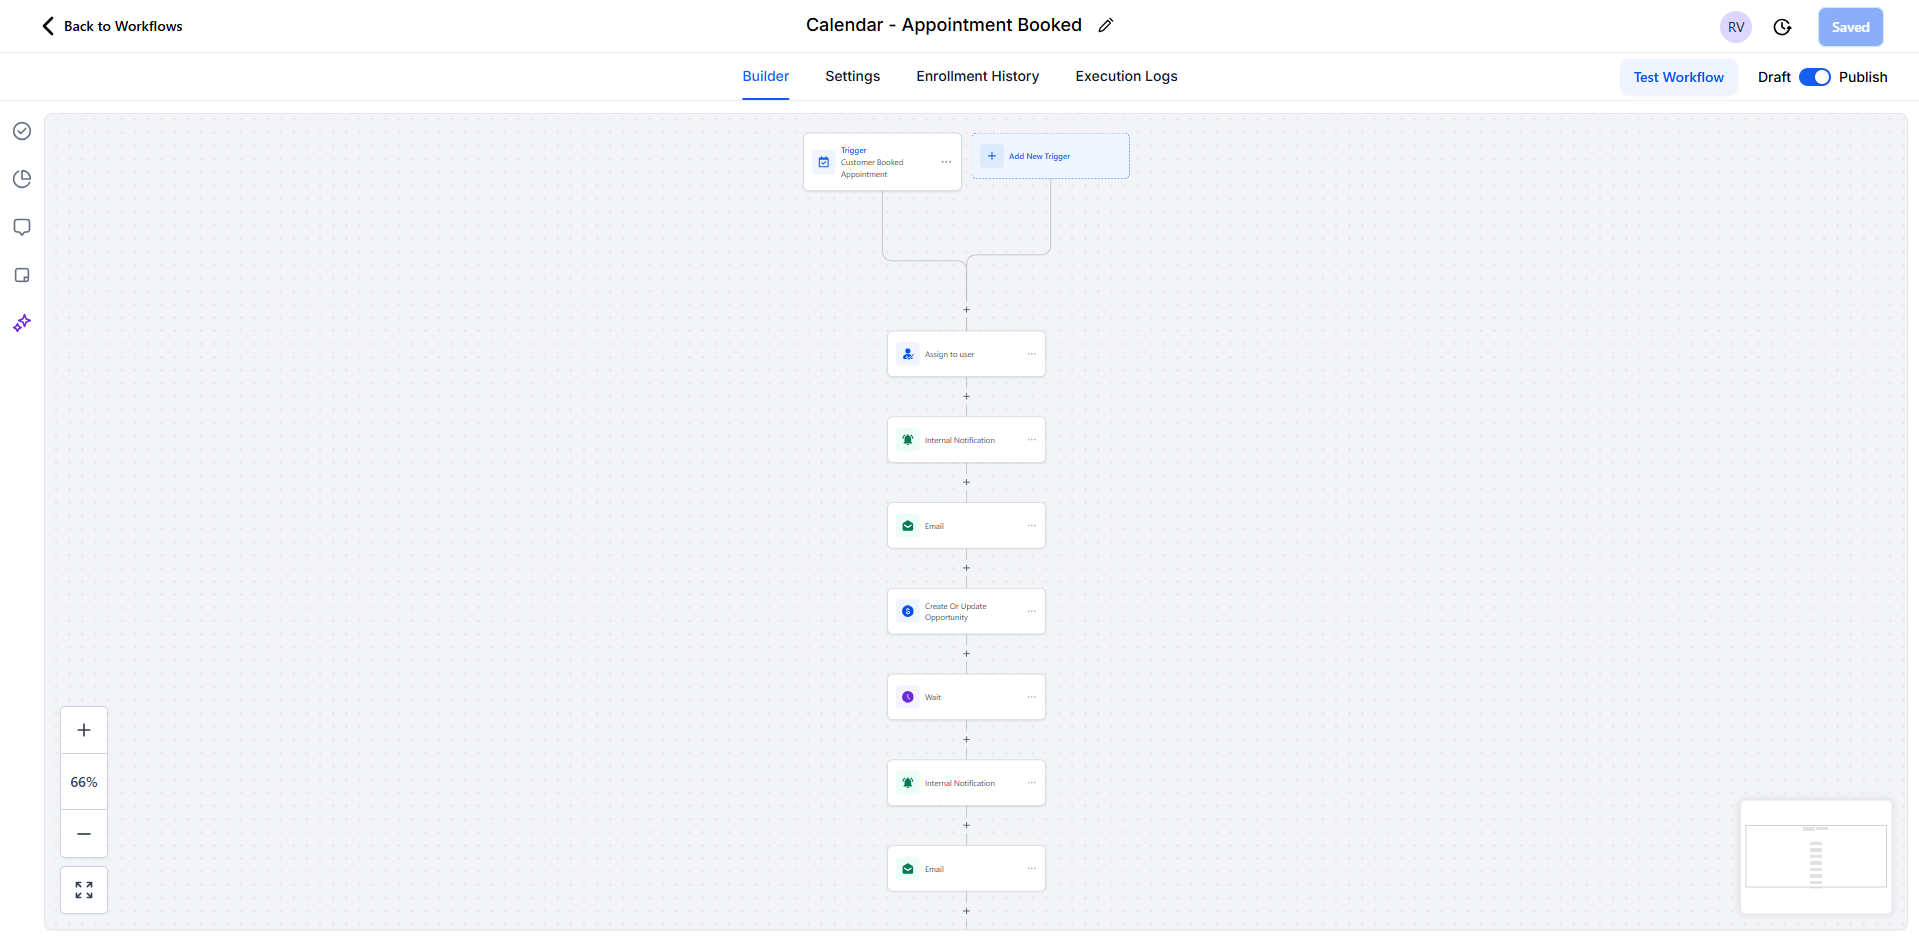 Back to Workflows
Calendar - Appointment Booked
RV
Saved
Builder
Settings
Enrollment History
Execution Logs
Test Workflow
Draft
Publish
Trigger
Customer Booked
Appointment
Add New Trigger
Assign to user
Internal Notification
Email
Create Or Update
Opportunity
Wait
Internal Notification
Email
66%